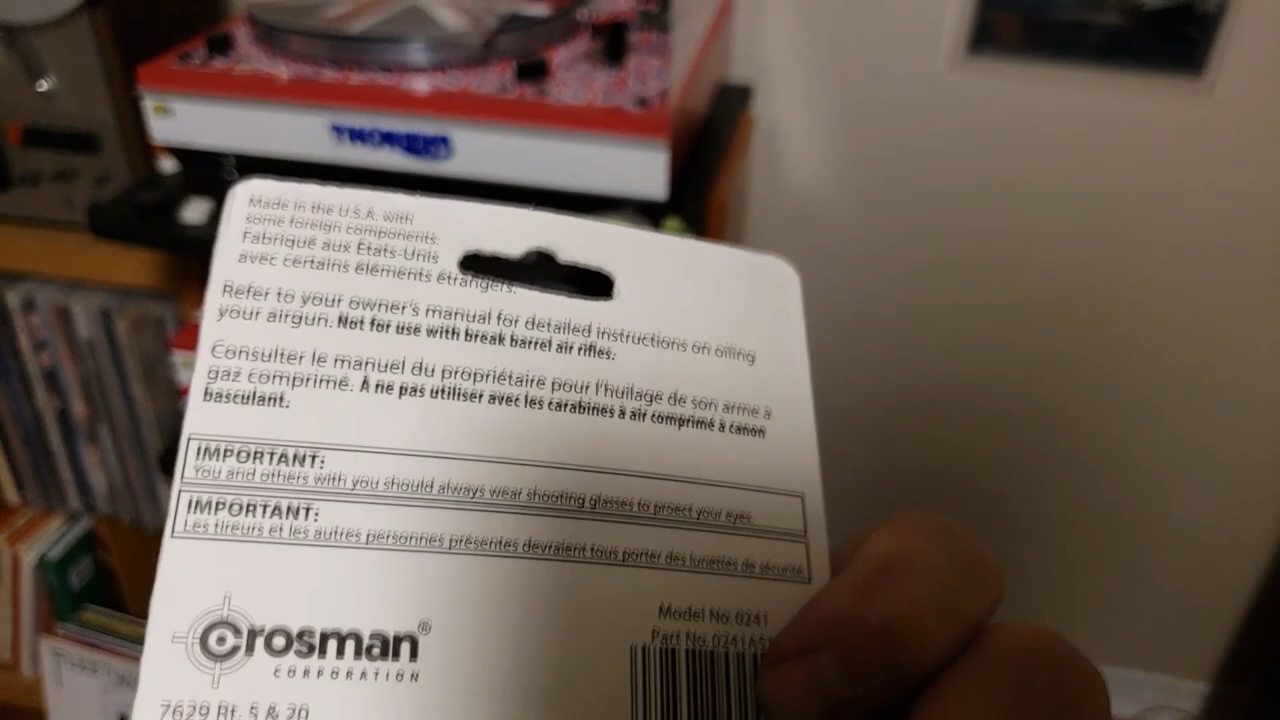 THORENS
Made in the U.S.A. with
some foreign components.
Fabriqué aux États-Unis
avec certains éléments étrangers.
Refer to your owner's manual for detailed instructions on oiling
your airgun. Not for use with break barrel air rifles.
Consulter le manuel du propriétaire pour l'huilage de son arme à
gaz comprimé. À ne pas utiliser avec les carabines à air comprimé à canon
basculant.
IMPORTANT:
You and others with you should always wear shooting glasses to proect your eyes.
IMPORTANT:
Les tireurs et les autres personnes présentes devraient tous porter des lunettes de sécurité.
Crosman®
CORPORATION
Model No.0241
Part No.0241AS1
7629 Rt. 5 & 20